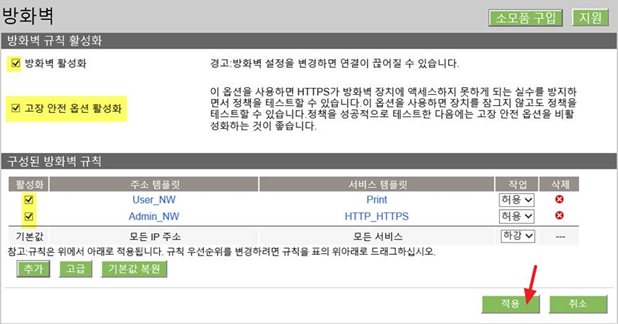 방화벽
소모품 구입 지원
방화벽 규칙 활성화
방화벽 활성화 경고:방화벽 설정을 변경하면 연결이 끊어질 수 있습니다.
고장 안전 옵션 활성화
이 옵션을 사용하면 HTTPS가 방화벽 장치에 액세스하지 못하게 되는 실수를 방지하
면서 정책을 테스트할 수 있습니다.이 옵션을 사용하면 장치를 잠그지 않고도 정책을
테스트할 수 있습니다.정책을 성공적으로 테스트한 다음에는 고장 안전 옵션을 비활
성화하는 것이 좋습니다.
구성된 방화벽 규칙
활성화 주소 템플릿 서비스 템플릿 작업 삭제
User_NW Print 허용
Admin_NW HTTP_HTTPS 허용
기본값 모든 IP 주소 모든 서비스 하강 ---
참고:규칙은 위에서 아래로 적용됩니다. 규칙 우선순위를 변경하려면 규칙을 표의 위아래로 드래그하십시오.
추가 고급 기본값 복원
적용 취소